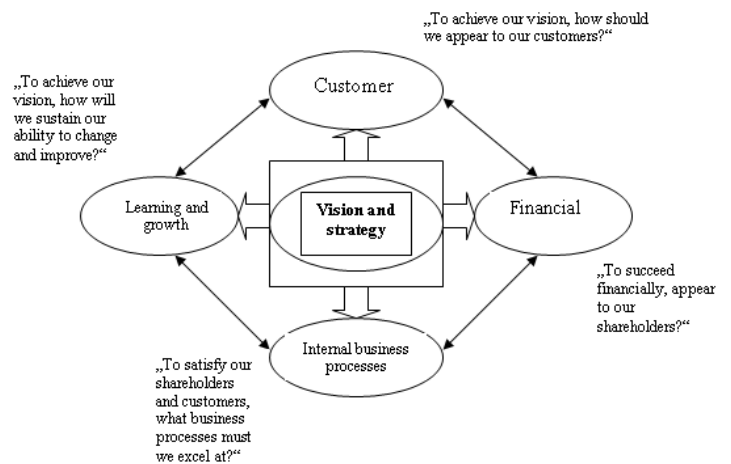 „To achieve our vision, how should
we appear to our customers?“
Customer
„To achieve our
vision, how will
we sustain our
ability to change
and improve?“
Learning and
growth
Vision and
strategy
Financial
„To succeed
financially, appear
to our
shareholders?“
Internal business
processes
„To satisfy our
shareholders
and customers,
what business
processes must
we excel at?“